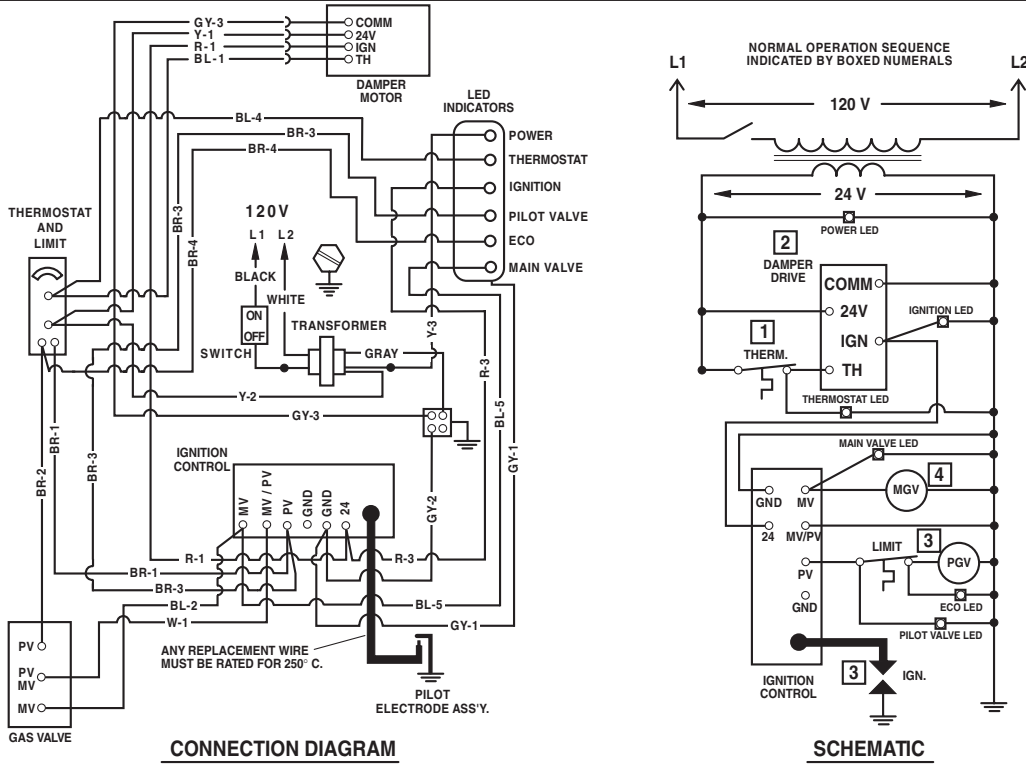 GY-3
Y-1
R-1
BL-1
COMM
24V
IGN
TH
DAMPER
MOTOR
LED
INDICATORS
POWER
THERMOSTAT
IGNITION
PILOT VALVE
ECO
MAIN VALVE
BL-4
BR-3
BR-4
THERMOSTAT
AND
LIMIT
BR-3
BR-4
120V
L1 L2
BLACK
WHITE
ON
OFF
SWITCH
TRANSFORMER
GRAY
Y-3
R-3
Y-2
GY-3
BL-5
GY-1
BR-2
BR-1
BR-3
IGNITION
CONTROL
MV
MV / PV
PV
GND
GND
24
GY-2
R-1
R-3
BR-1
BR-3
BL-2
BL-5
W-1
GY-1
ANY REPLACEMENT WIRE
MUST BE RATED FOR 250° C.
PV
PV
MV
MV
GAS VALVE
PILOT
ELECTRODE ASS'Y.
CONNECTION DIAGRAM
NORMAL OPERATION SEQUENCE
INDICATED BY BOXED NUMERALS
L1
L2
120 V
24 V
POWER LED
2
DAMPER
DRIVE
COMM
24V
IGN
TH
IGNITION LED
1
THERM.
THERMOSTAT LED
MAIN VALVE LED
GND
MV
MGV
4
24
MV/PV
LIMIT
3
PV
PGV
GND
ECO LED
PILOT VALVE LED
3
IGN.
IGNITION
CONTROL
SCHEMATIC